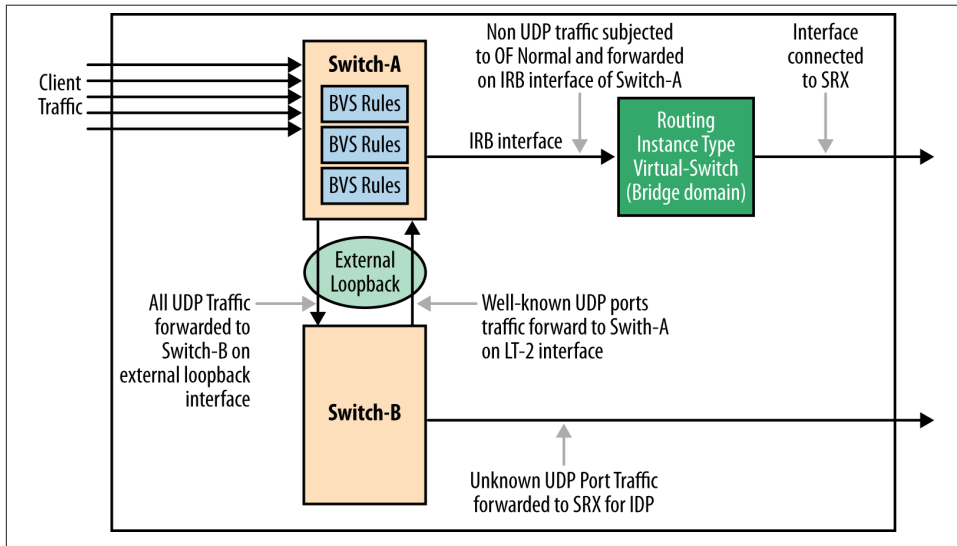 Client
Traffic
Switch-A
BVS Rules
BVS Rules
BVS Rules
Non UDP traffic subjected
to OF Normal and forwarded
on IRB interface of Switch-A
Interface
connected
to SRX
IRB interface
Routing
Instance Type
Virtual-Switch
(Bridge domain)
External
Loopback
All UDP Traffic
forwarded to
Switch-B on
external loopback
interface
Well-known UDP ports
traffic forward to Swith-A
on LT-2 interface
Switch-B
Unknown UDP Port Traffic
forwarded to SRX for IDP